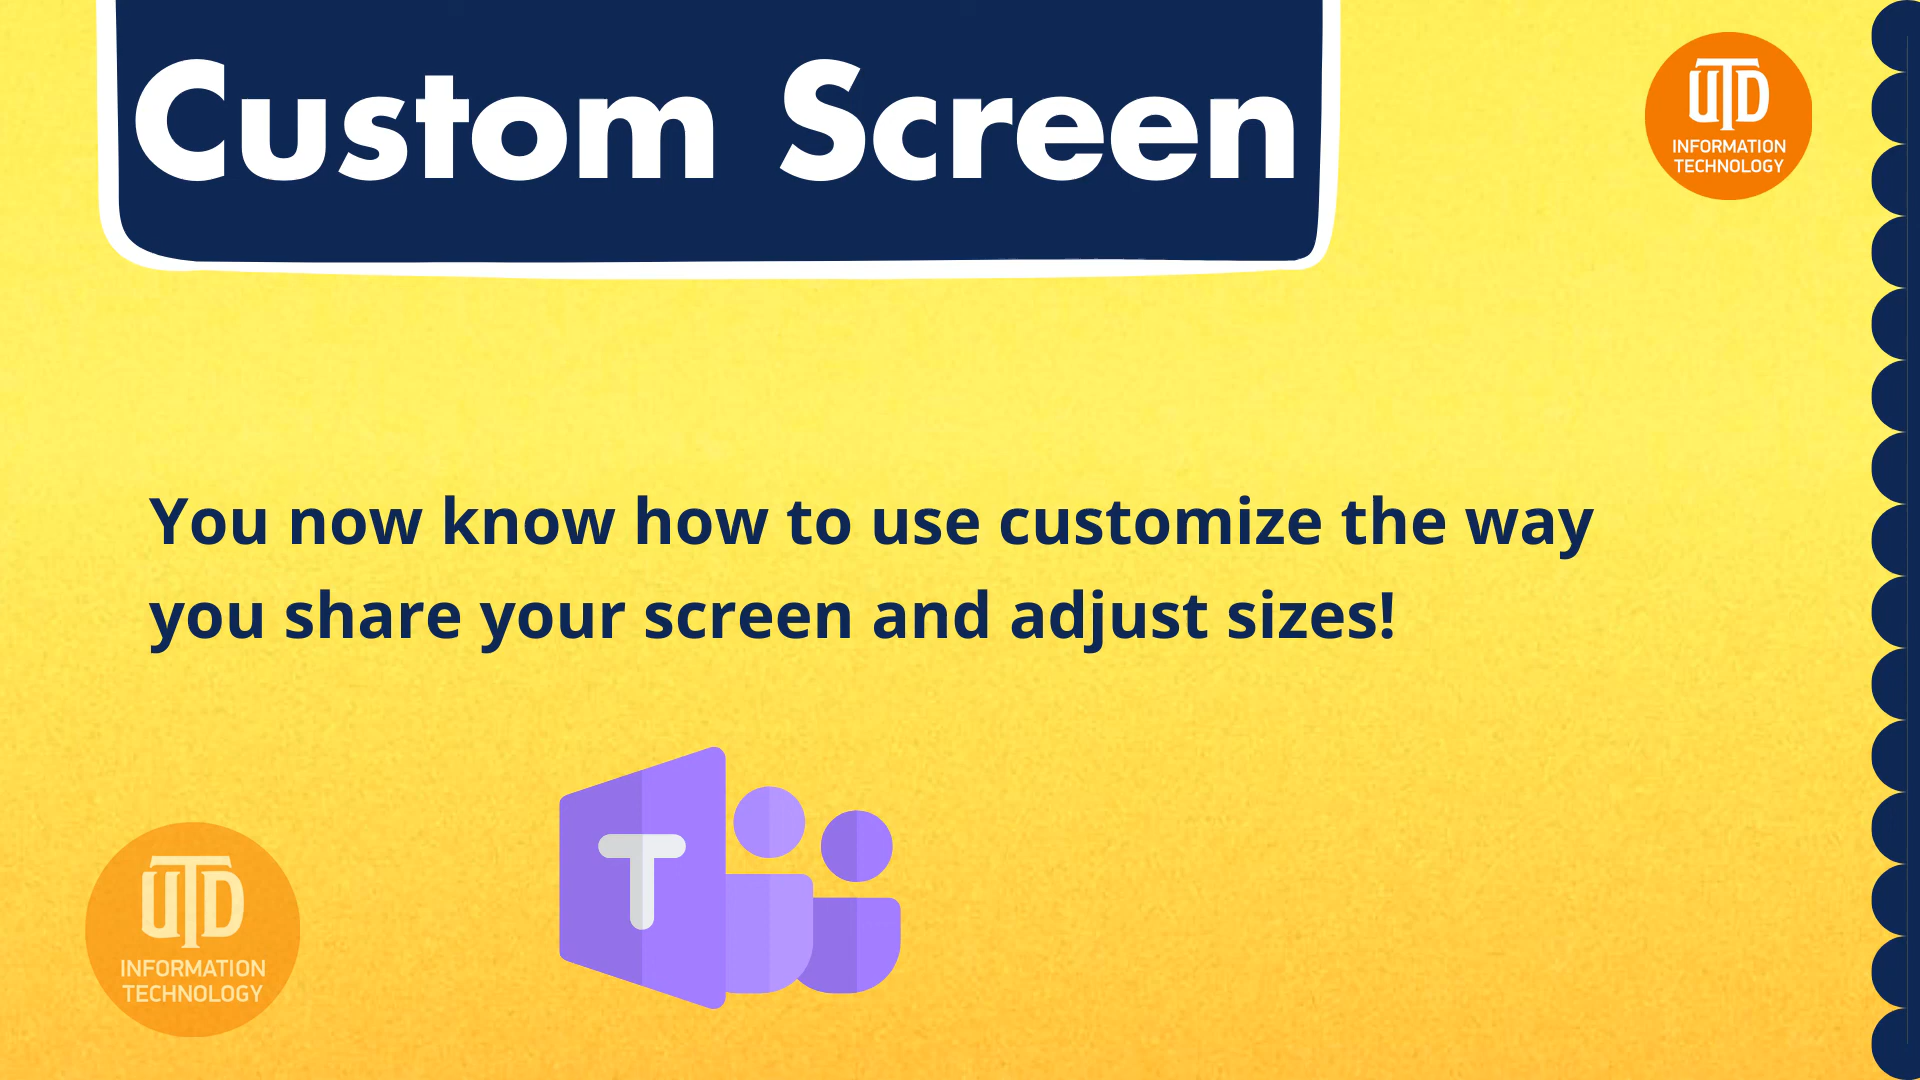 Custom Screen
UTD
INFORMATION
TECHNOLOGY
You now know how to use customize the way
you share your screen and adjust sizes!
T
UTD
INFORMATION
TECHNOLOGY